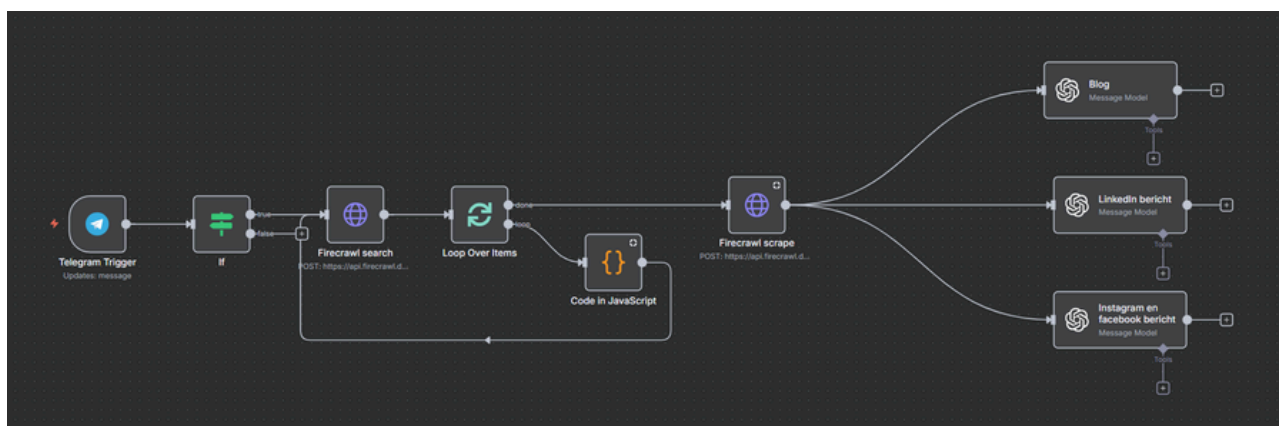 Telegram Trigger
Updates: message
If
true
false
Firecrawl search
POST: https://api.firecrawl.d...
Loop Over Items
done
loop
Code in JavaScript
Firecrawl scrape
POST: https://api.firecrawl.d...
Blog
Message Model
Tools
LinkedIn bericht
Message Model
Tools
Instagram en
facebook bericht
Message Model
Tools